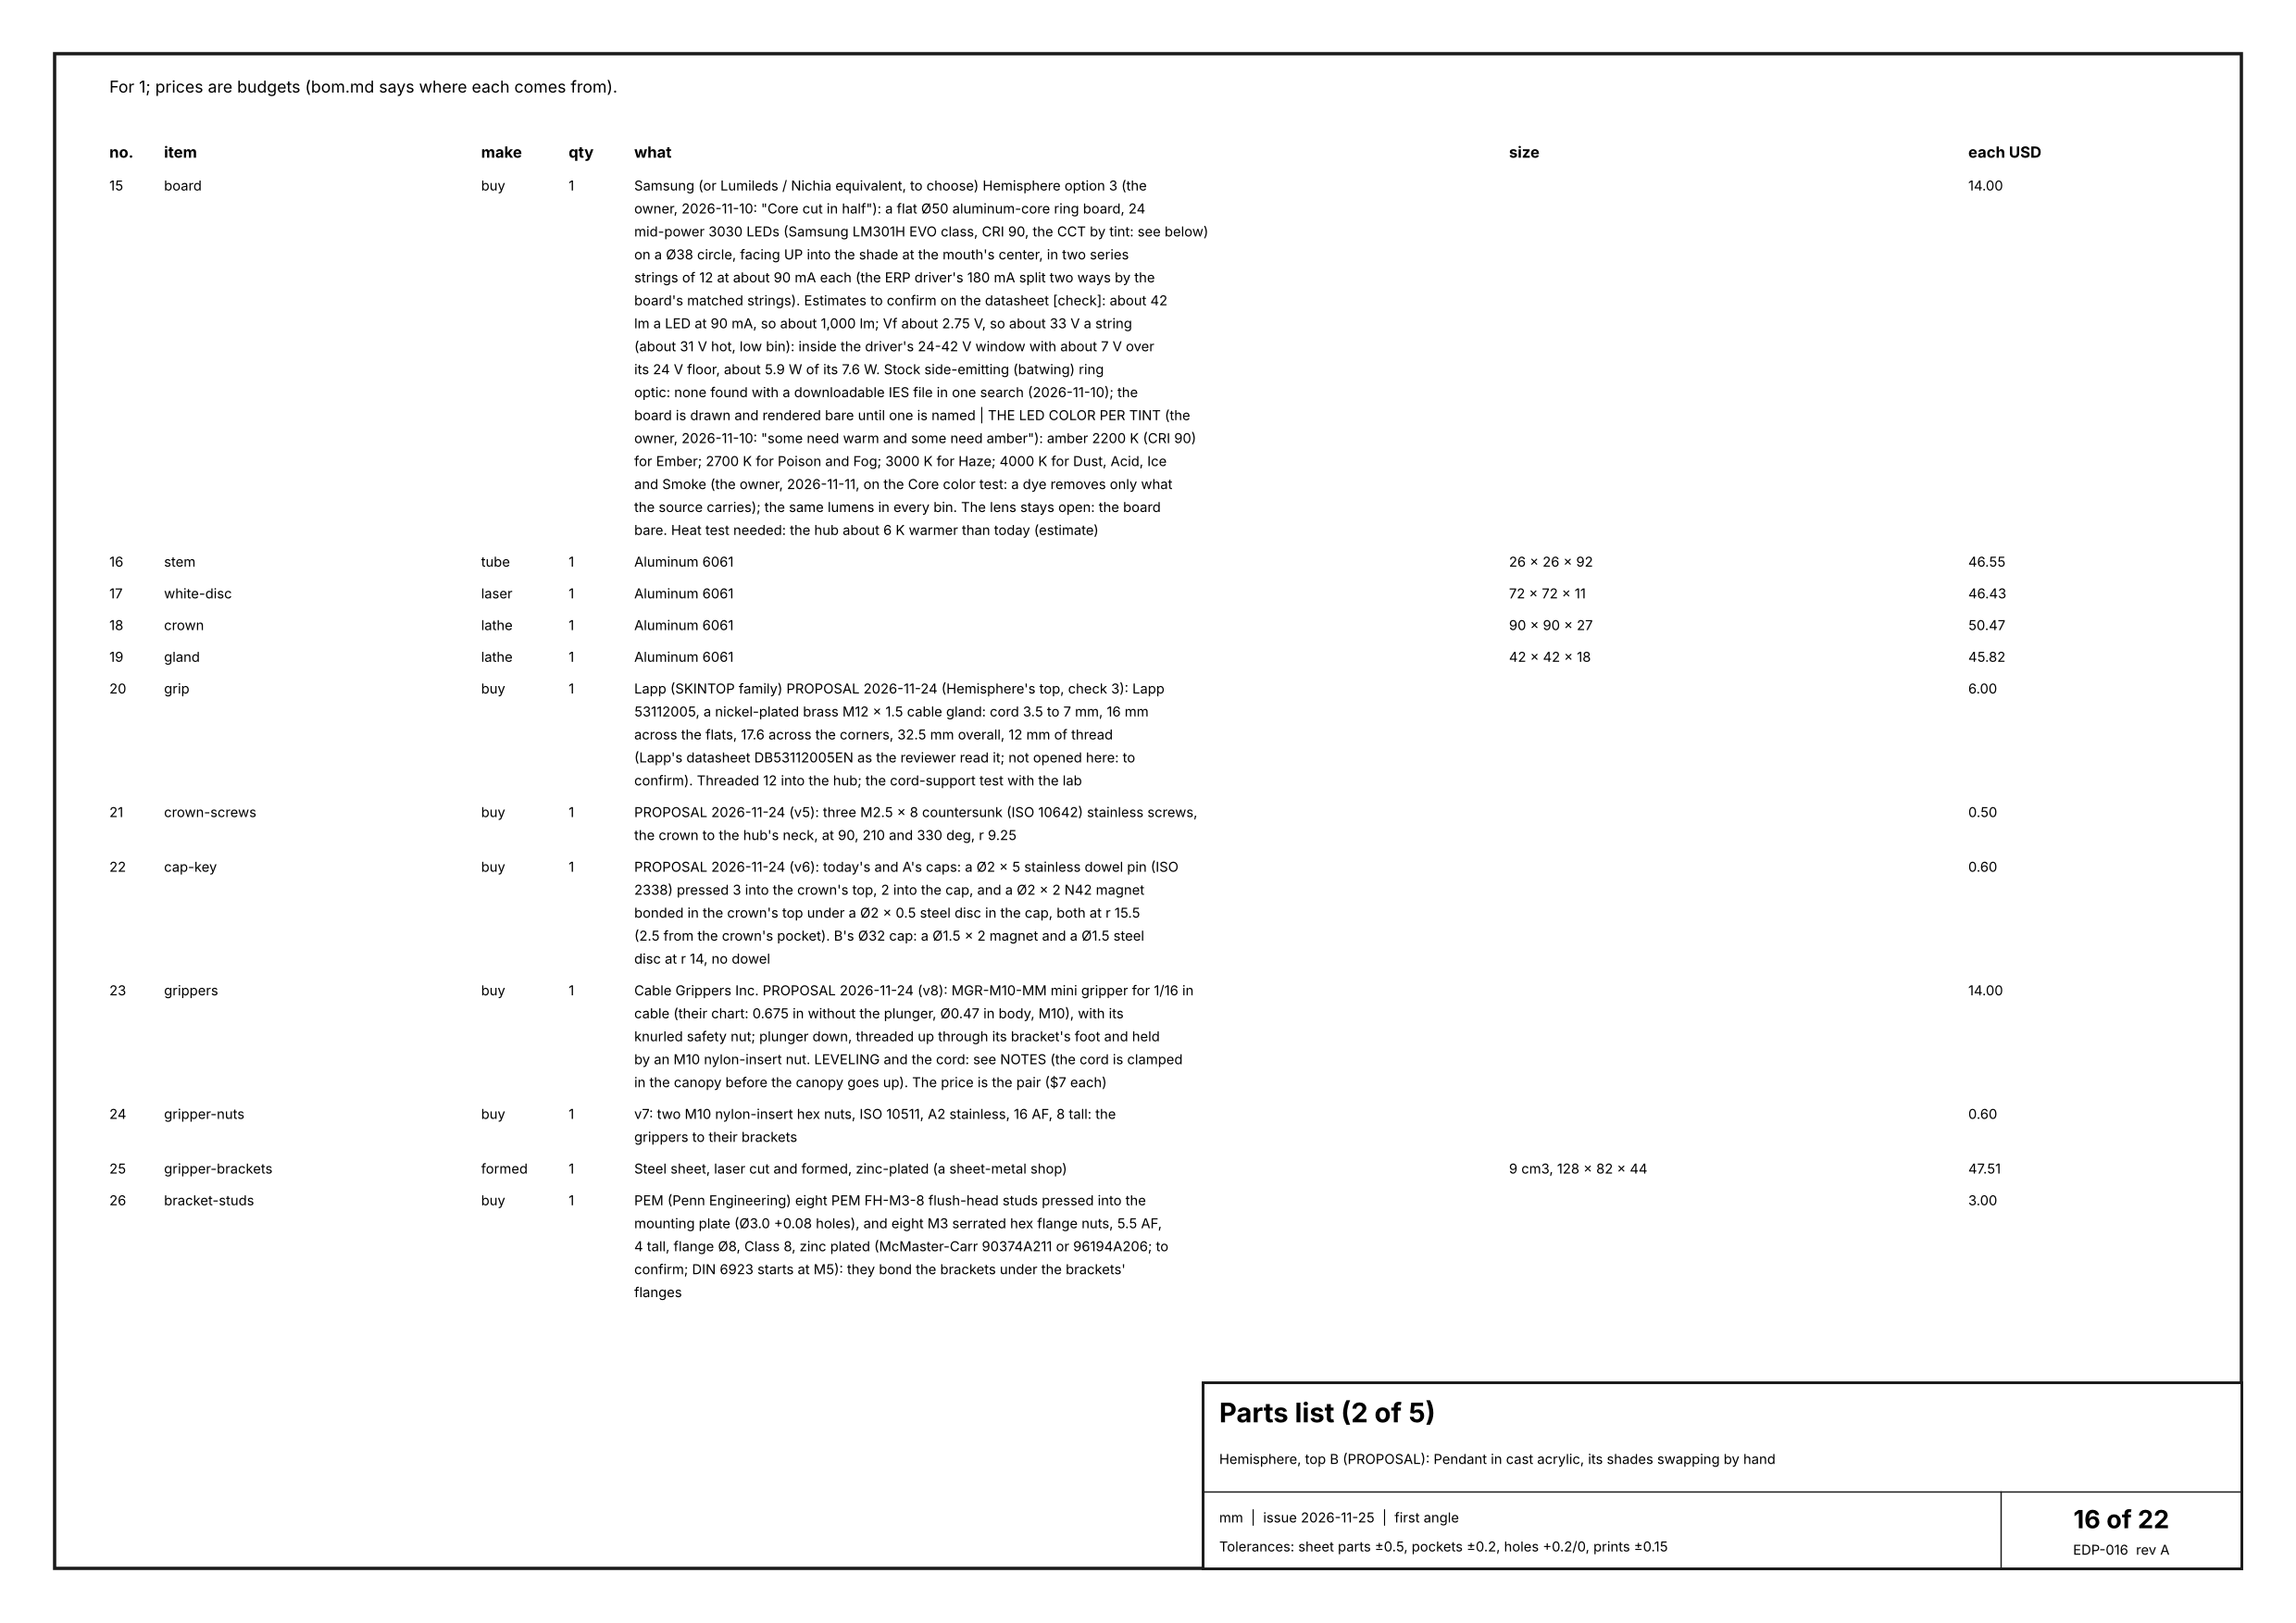 For 1; prices are budgets (bom.md says where each comes from).
no. item make qty what size each USD
15 board buy 1 Samsung (or Lumileds / Nichia equivalent, to choose) Hemisphere option 3 (the 14.00
owner, 2026-11-10: "Core cut in half"): a flat Ø50 aluminum-core ring board, 24
mid-power 3030 LEDs (Samsung LM301H EVO class, CRI 90, the CCT by tint: see below)
on a Ø38 circle, facing UP into the shade at the mouth's center, in two series
strings of 12 at about 90 mA each (the ERP driver's 180 mA split two ways by the
board's matched strings). Estimates to confirm on the datasheet [check]: about 42
lm a LED at 90 mA, so about 1,000 lm; Vf about 2.75 V, so about 33 V a string
(about 31 V hot, low bin): inside the driver's 24-42 V window with about 7 V over
its 24 V floor, about 5.9 W of its 7.6 W. Stock side-emitting (batwing) ring
optic: none found with a downloadable IES file in one search (2026-11-10); the
board is drawn and rendered bare until one is named | THE LED COLOR PER TINT (the
owner, 2026-11-10: "some need warm and some need amber"): amber 2200 K (CRI 90)
for Ember; 2700 K for Poison and Fog; 3000 K for Haze; 4000 K for Dust, Acid, Ice
and Smoke (the owner, 2026-11-11, on the Core color test: a dye removes only what
the source carries); the same lumens in every bin. The lens stays open: the board
bare. Heat test needed: the hub about 6 K warmer than today (estimate)
16 stem tube 1 Aluminum 6061 26 × 26 × 92 46.55
17 white-disc laser 1 Aluminum 6061 72 × 72 × 11 46.43
18 crown lathe 1 Aluminum 6061 90 × 90 × 27 50.47
19 gland lathe 1 Aluminum 6061 42 × 42 × 18 45.82
20 grip buy 1 Lapp (SKINTOP family) PROPOSAL 2026-11-24 (Hemisphere's top, check 3): Lapp 6.00
53112005, a nickel-plated brass M12 × 1.5 cable gland: cord 3.5 to 7 mm, 16 mm
across the flats, 17.6 across the corners, 32.5 mm overall, 12 mm of thread
(Lapp's datasheet DB53112005EN as the reviewer read it; not opened here: to
confirm). Threaded 12 into the hub; the cord-support test with the lab
21 crown-screws buy 1 PROPOSAL 2026-11-24 (v5): three M2.5 × 8 countersunk (ISO 10642) stainless screws, 0.50
the crown to the hub's neck, at 90, 210 and 330 deg, r 9.25
22 cap-key buy 1 PROPOSAL 2026-11-24 (v6): today's and A's caps: a Ø2 × 5 stainless dowel pin (ISO 0.60
2338) pressed 3 into the crown's top, 2 into the cap, and a Ø2 × 2 N42 magnet
bonded in the crown's top under a Ø2 × 0.5 steel disc in the cap, both at r 15.5
(2.5 from the crown's pocket). B's Ø32 cap: a Ø1.5 × 2 magnet and a Ø1.5 steel
disc at r 14, no dowel
23 grippers buy 1 Cable Grippers Inc. PROPOSAL 2026-11-24 (v8): MGR-M10-MM mini gripper for 1/16 in 14.00
cable (their chart: 0.675 in without the plunger, Ø0.47 in body, M10), with its
knurled safety nut; plunger down, threaded up through its bracket's foot and held
by an M10 nylon-insert nut. LEVELING and the cord: see NOTES (the cord is clamped
in the canopy before the canopy goes up). The price is the pair ($7 each)
24 gripper-nuts buy 1 v7: two M10 nylon-insert hex nuts, ISO 10511, A2 stainless, 16 AF, 8 tall: the 0.60
grippers to their brackets
25 gripper-brackets formed 1 Steel sheet, laser cut and formed, zinc-plated (a sheet-metal shop) 9 cm3, 128 × 82 × 44 47.51
26 bracket-studs buy 1 PEM (Penn Engineering) eight PEM FH-M3-8 flush-head studs pressed into the 3.00
mounting plate (Ø3.0 +0.08 holes), and eight M3 serrated hex flange nuts, 5.5 AF,
4 tall, flange Ø8, Class 8, zinc plated (McMaster-Carr 90374A211 or 96194A206; to
confirm; DIN 6923 starts at M5): they bond the brackets under the brackets'
flanges
Parts list (2 of 5)
Hemisphere, top B (PROPOSAL): Pendant in cast acrylic, its shades swapping by hand
mm | issue 2026-11-25 | first angle
Tolerances: sheet parts ±0.5, pockets ±0.2, holes +0.2/0, prints ±0.15
16 of 22
EDP-016 rev A